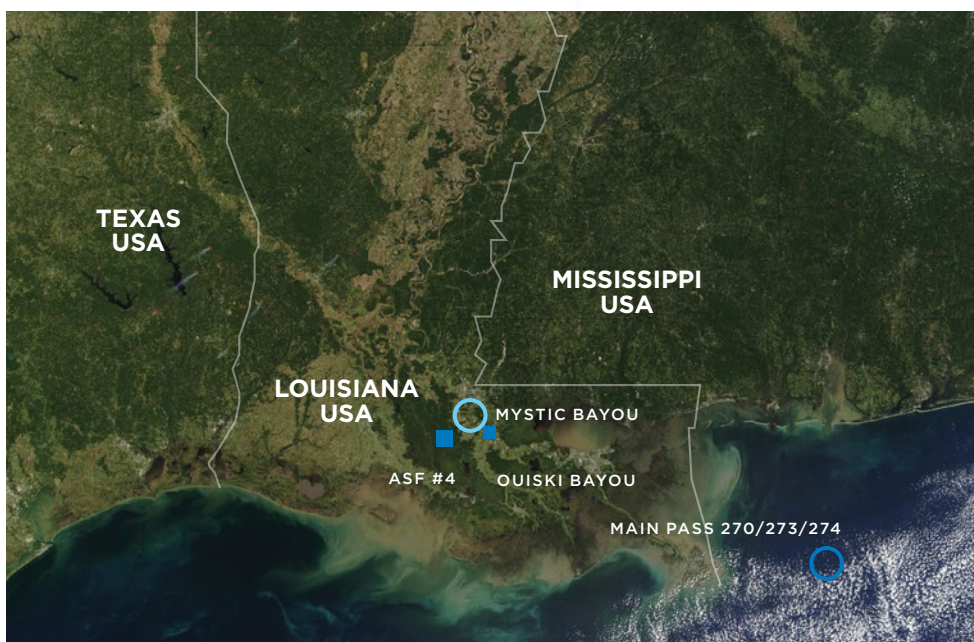 TEXAS
USA
MISSISSIPPI
USA
LOUISIANA
USA
MYSTIC BAYOU
ASF #4
OUISKI BAYOU
MAIN PASS 270/273/274